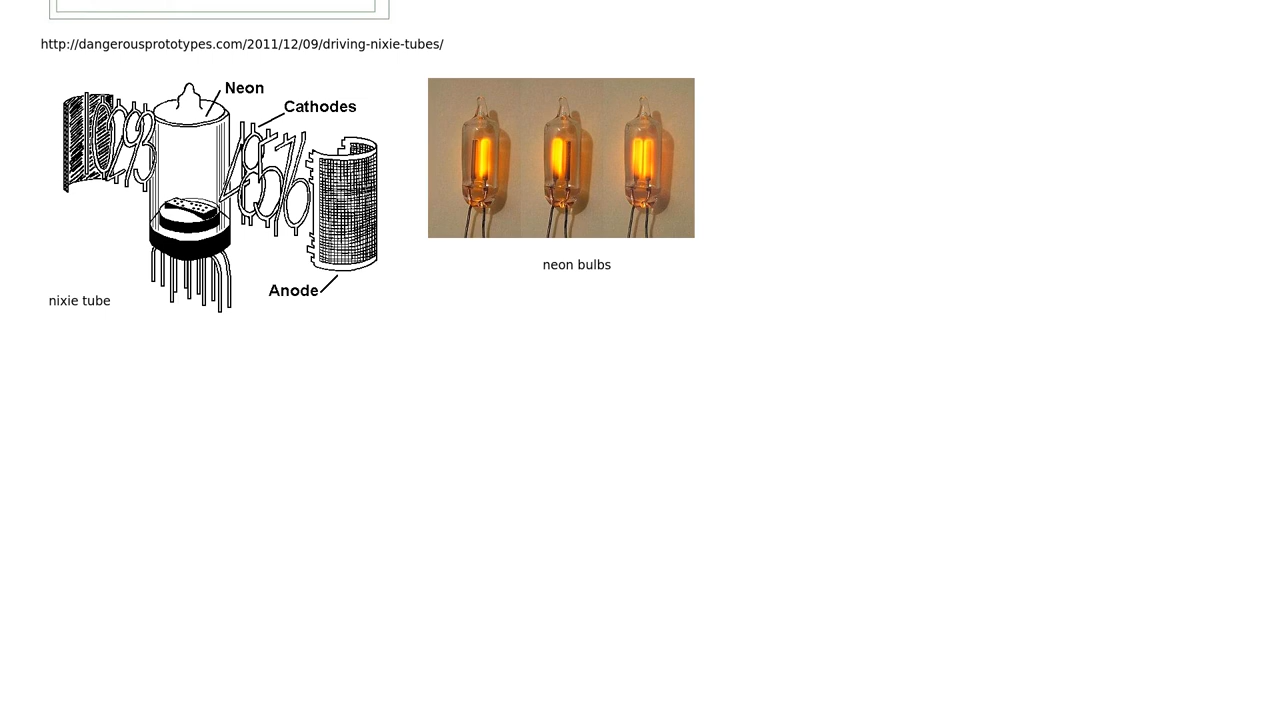 http://dangerousprototypes.com/2011/12/09/driving-nixie-tubes/
Neon
Cathodes
Anode
nixie tube
neon bulbs